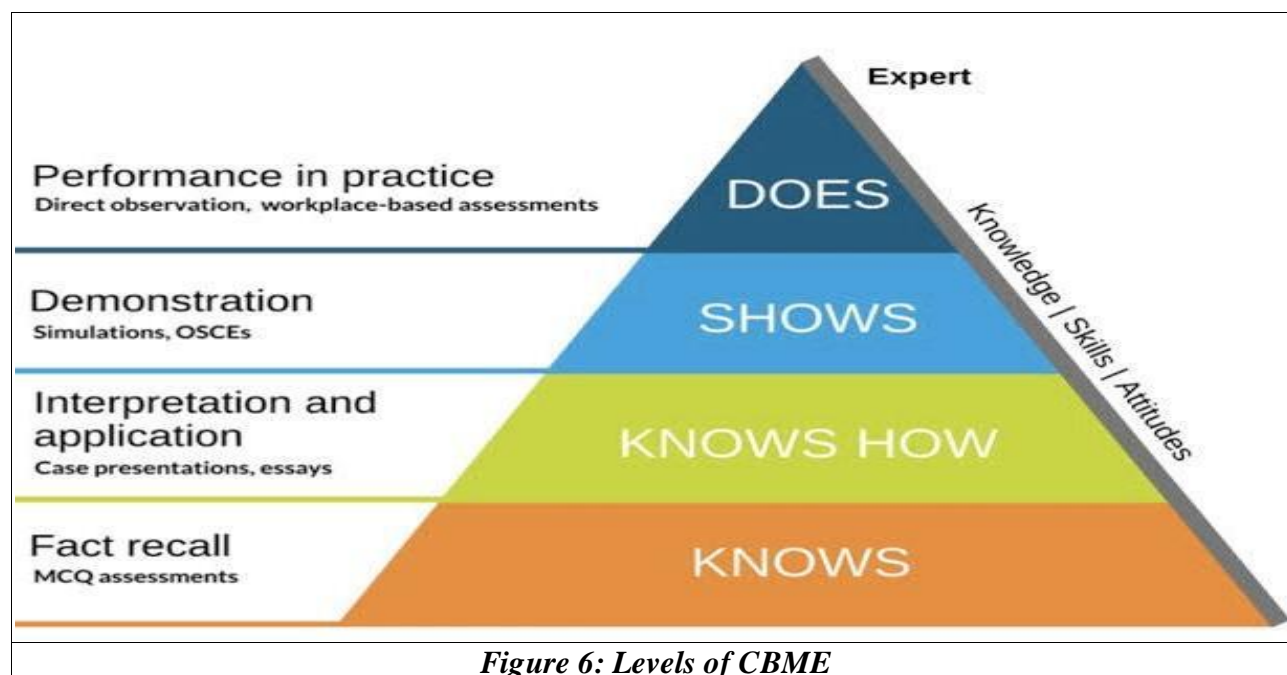 Expert
Performance in practice
Direct observation, workplace-based assessments
DOES
Knowledge | Skills | Attitudes
Demonstration
Simulations, OSCEs
SHOWS
Interpretation and
application
Case presentations, essays
KNOWS HOW
Fact recall
MCQ assessments
KNOWS
Figure 6: Levels of CBME